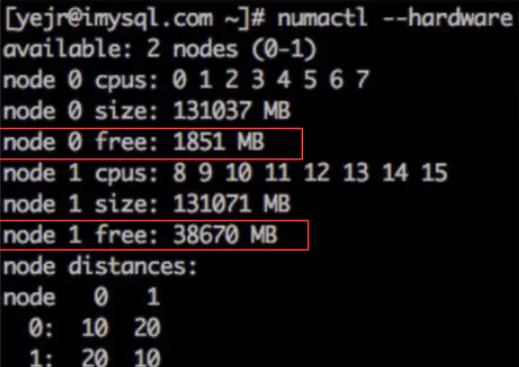 [yejr@imysql.com ~]# numactl --hardware
available: 2 nodes (0-1)
node 0 cpus: 0 1 2 3 4 5 6 7
node 0 size: 131037 MB
node 0 free: 1851 MB
node 1 cpus: 8 9 10 11 12 13 14 15
node 1 size: 131071 MB
node 1 free: 38670 MB
node distances:
node   0   1
  0:  10  20
  1:  20  10